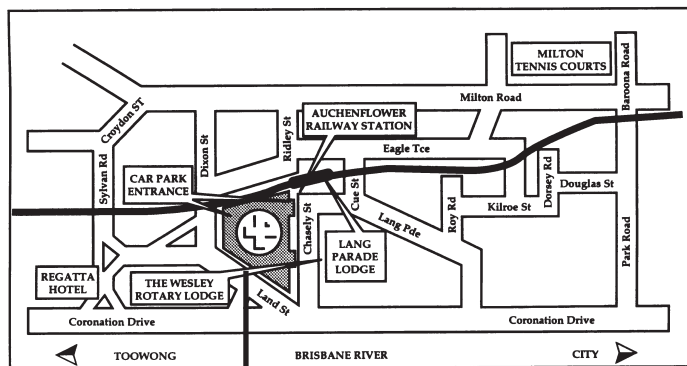 MILTON
TENNIS COURTS
Baroona Road
Milton Road
Croydon ST
Sylvan Rd
Dixon St
Ridley St
AUCHENFLOWER
RAILWAY STATION
Eagle Tce
CAR PARK
ENTRANCE
Chasely St
Cue St
Lang Pde
Roy Rd
Kilroe St
Dorsey Rd
Douglas St
Park Road
LANG
PARADE
LODGE
REGATTA
HOTEL
THE WESLEY
ROTARY LODGE
Land St
Coronation Drive
Coronation Drive
TOOWONG
BRISBANE RIVER
CITY